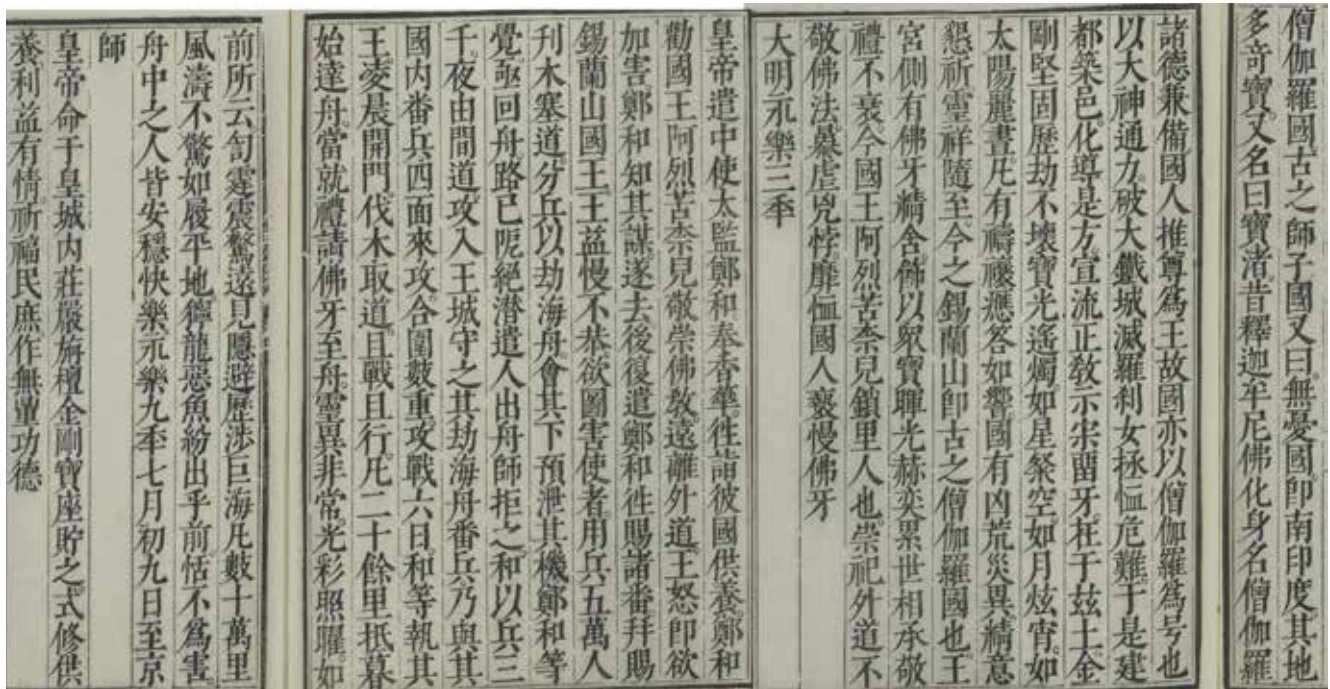 僧伽羅國古之師子國又曰無憂國即南印度其地
多奇寶又名曰寶渚昔釋迦牟尼佛化身名僧伽羅
諸德兼備國人推尊為王故國亦以僧伽羅為号也
以大神通力破大鐵城滅羅刹女拯恤危難于是建
都築邑化導是方宣流正教示宗留牙在于兹土金
剛堅固歷劫不壞寶光遙燭如星粲空如月炫宵如
太陽麗晝凡有禱禳應答如響國有凶荒災異精意
懇祈靈祥隨至今之錫蘭山即古之僧伽羅國也王
宮側有佛牙精舍飾以眾寶暉光赫奕累世相承敬
禮不衰今國王阿烈苦柰兒鎖里人也崇祀外道不
敬佛法暴虐兇悖靡恤國人褻慢佛牙
大明永樂三年
皇帝遣中使太監鄭和奉香華往詣彼國供養鄭和
勸國王阿烈苦柰兒敬崇佛教遠離外道王怒即欲
加害鄭和知其謀遂去後復遣鄭和往賜諸番拜賜
錫蘭山國王王益慢不恭欲圖害使者用兵五萬人
刊木塞道分兵以劫海舟會其下預泄其機鄭和等
覺亟回舟路已阨絕潜遣人出舟師拒之和以兵三
千夜由間道攻入王城守之其劫海舟番兵乃與其
國内番兵四面來攻合圍數重攻戰六日和等執其
王凌晨開門伐木取道且戰且行凡二十餘里抵暮
始達舟當就禮請佛牙至舟靈異非常光彩照曜如
前所云訇霆震驚遠見隱避歷涉巨海凡數十萬里
風濤不驚如履平地獰龍惡魚紛出乎前恬不為害
舟中之人皆安穩快樂永樂九年七月初九日至京
師
皇帝命于皇城内莊嚴旃檀金剛寶座貯之式修供
養利益有情祈福民庶作無量功德